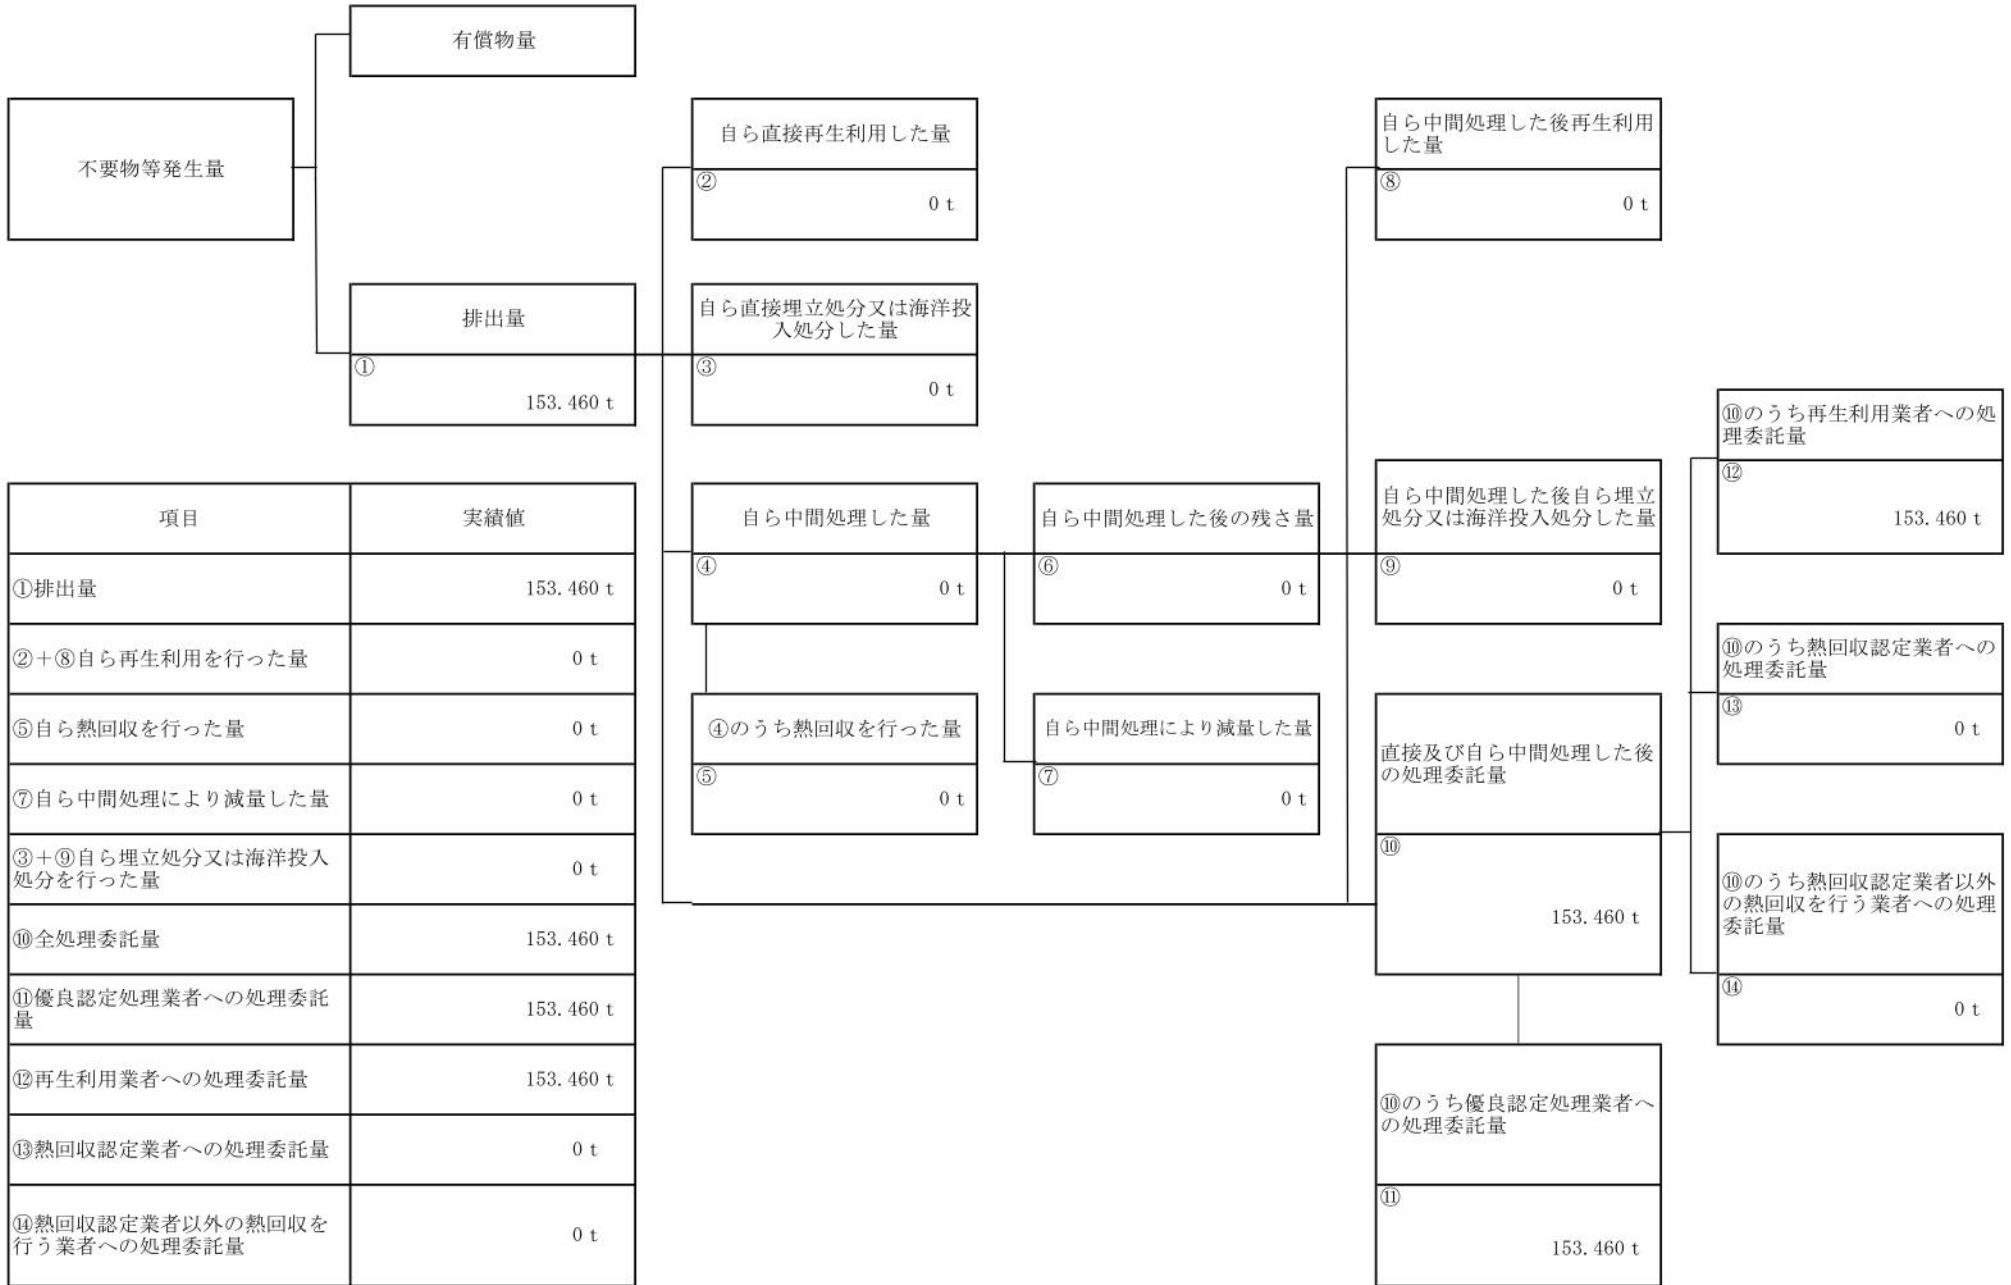 有償物量
不要物等発生量
自ら直接再生利用した量
②
0 t
自ら中間処理した後再生利用
した量
⑧
0 t
排出量
①
153.460 t
自ら直接埋立処分又は海洋投
入処分した量
③
0 t
項目
実績値
①排出量
153.460 t
②+⑧自ら再生利用を行った量
0 t
⑤自ら熱回収を行った量
0 t
⑦自ら中間処理により減量した量
0 t
③+⑨自ら埋立処分又は海洋投入
処分を行った量
0 t
⑩全処理委託量
153.460 t
⑪優良認定処理業者への処理委託
量
153.460 t
⑫再生利用業者への処理委託量
153.460 t
⑬熱回収認定業者への処理委託量
0 t
⑭熱回収認定業者以外の熱回収を
行う業者への処理委託量
0 t
自ら中間処理した量
④
0 t
④のうち熱回収を行った量
⑤
0 t
自ら中間処理した後の残さ量
⑥
0 t
自ら中間処理により減量した量
⑦
0 t
自ら中間処理した後自ら埋立
処分又は海洋投入処分した量
⑨
0 t
直接及び自ら中間処理した後
の処理委託量
⑩
153.460 t
⑩のうち優良認定処理業者へ
の処理委託量
⑪
153.460 t
⑩のうち再生利用業者への処
理委託量
⑫
153.460 t
⑩のうち熱回収認定業者への
処理委託量
⑬
0 t
⑩のうち熱回収認定業者以外
の熱回収を行う業者への処理
委託量
⑭
0 t